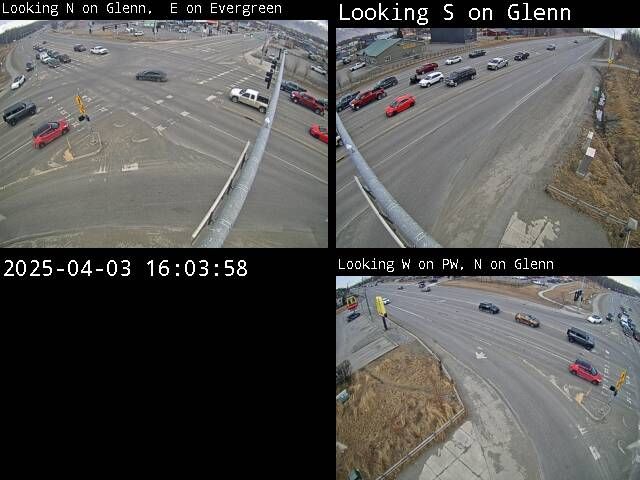 Looking N on Glenn,  E on Evergreen
Looking S on Glenn
2025-04-03 16:03:58
Looking W on PW, N on Glenn